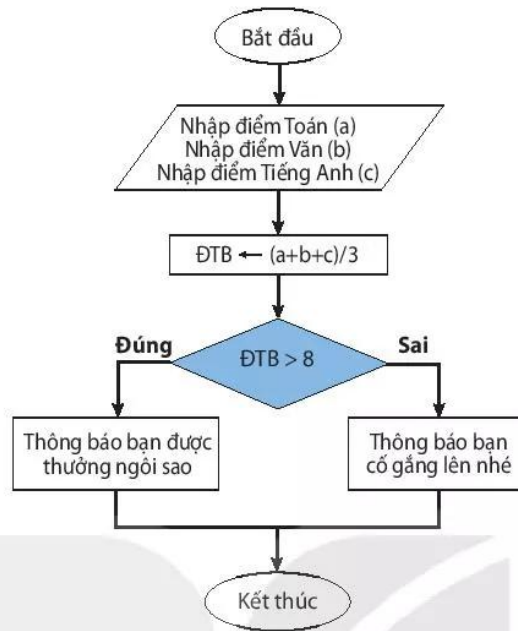 Bắt đầu
Nhập điểm Toán (a)
Nhập điểm Văn (b)
Nhập điểm Tiếng Anh (c)
ĐTB ← (a+b+c)/3
ĐTB > 8
Đúng
Sai
Thông báo bạn được
thưởng ngôi sao
Thông báo bạn
cố gắng lên nhé
Kết thúc